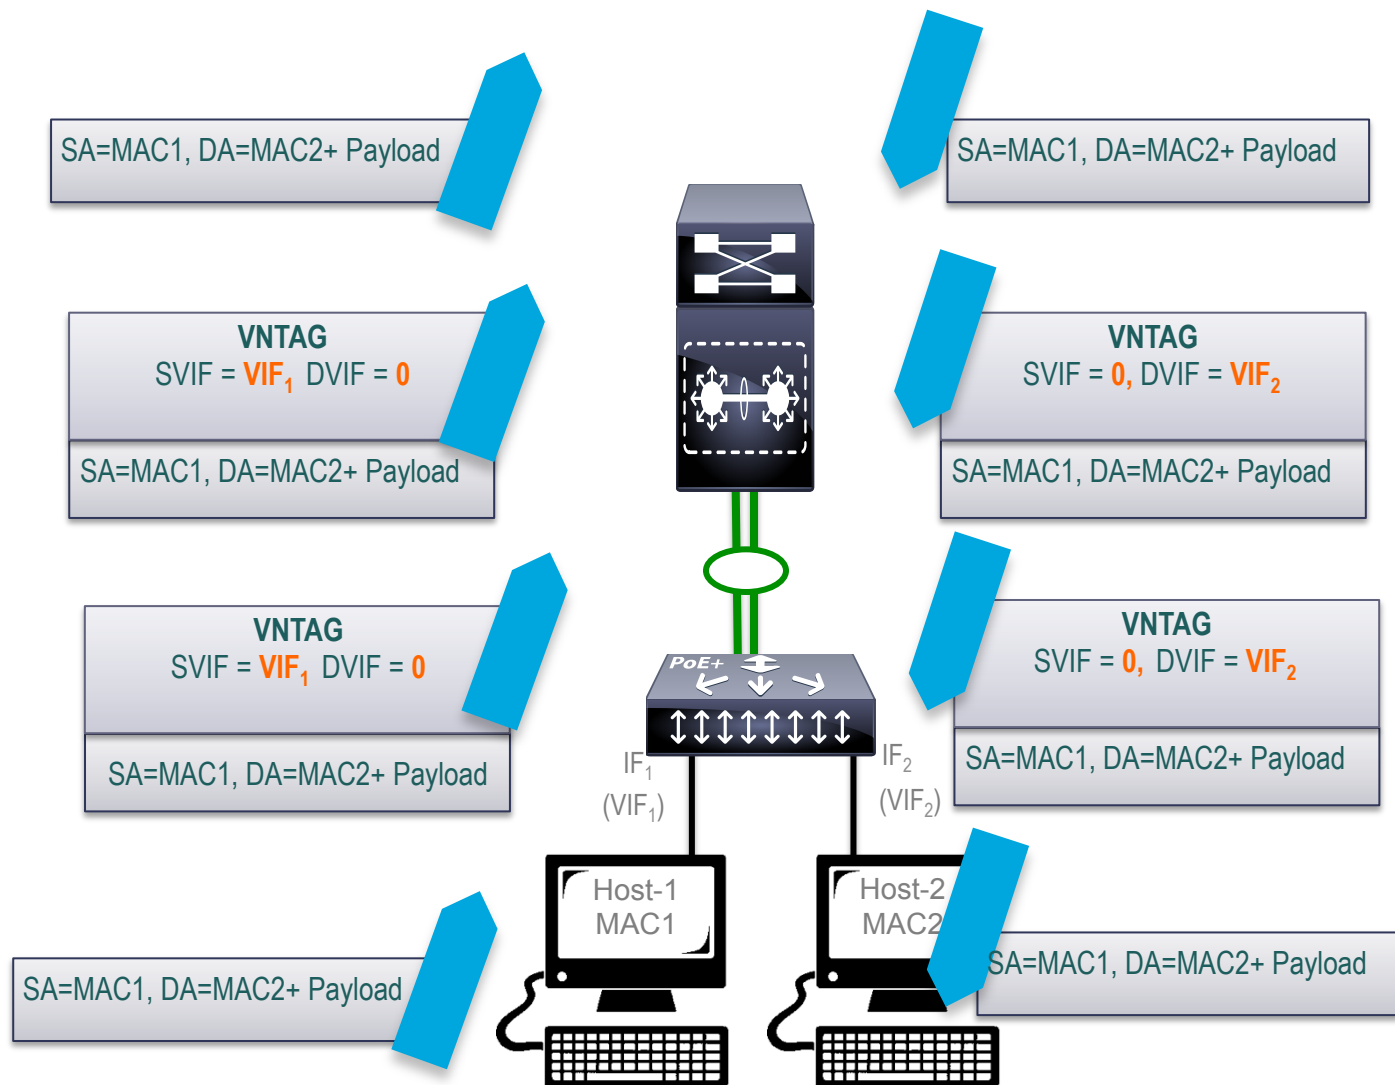 SA=MAC1, DA=MAC2+ Payload
SA=MAC1, DA=MAC2+ Payload
VNTAG
SVIF = VIF₁ DVIF = 0
SA=MAC1, DA=MAC2+ Payload
VNTAG
SVIF = 0, DVIF = VIF₂
SA=MAC1, DA=MAC2+ Payload
VNTAG
SVIF = VIF₁ DVIF = 0
SA=MAC1, DA=MAC2+ Payload
VNTAG
SVIF = 0, DVIF = VIF₂
SA=MAC1, DA=MAC2+ Payload
PoE+
IF₁
(VIF₁)
IF₂
(VIF₂)
Host-1
MAC1
Host-2
MAC2
SA=MAC1, DA=MAC2+ Payload
SA=MAC1, DA=MAC2+ Payload